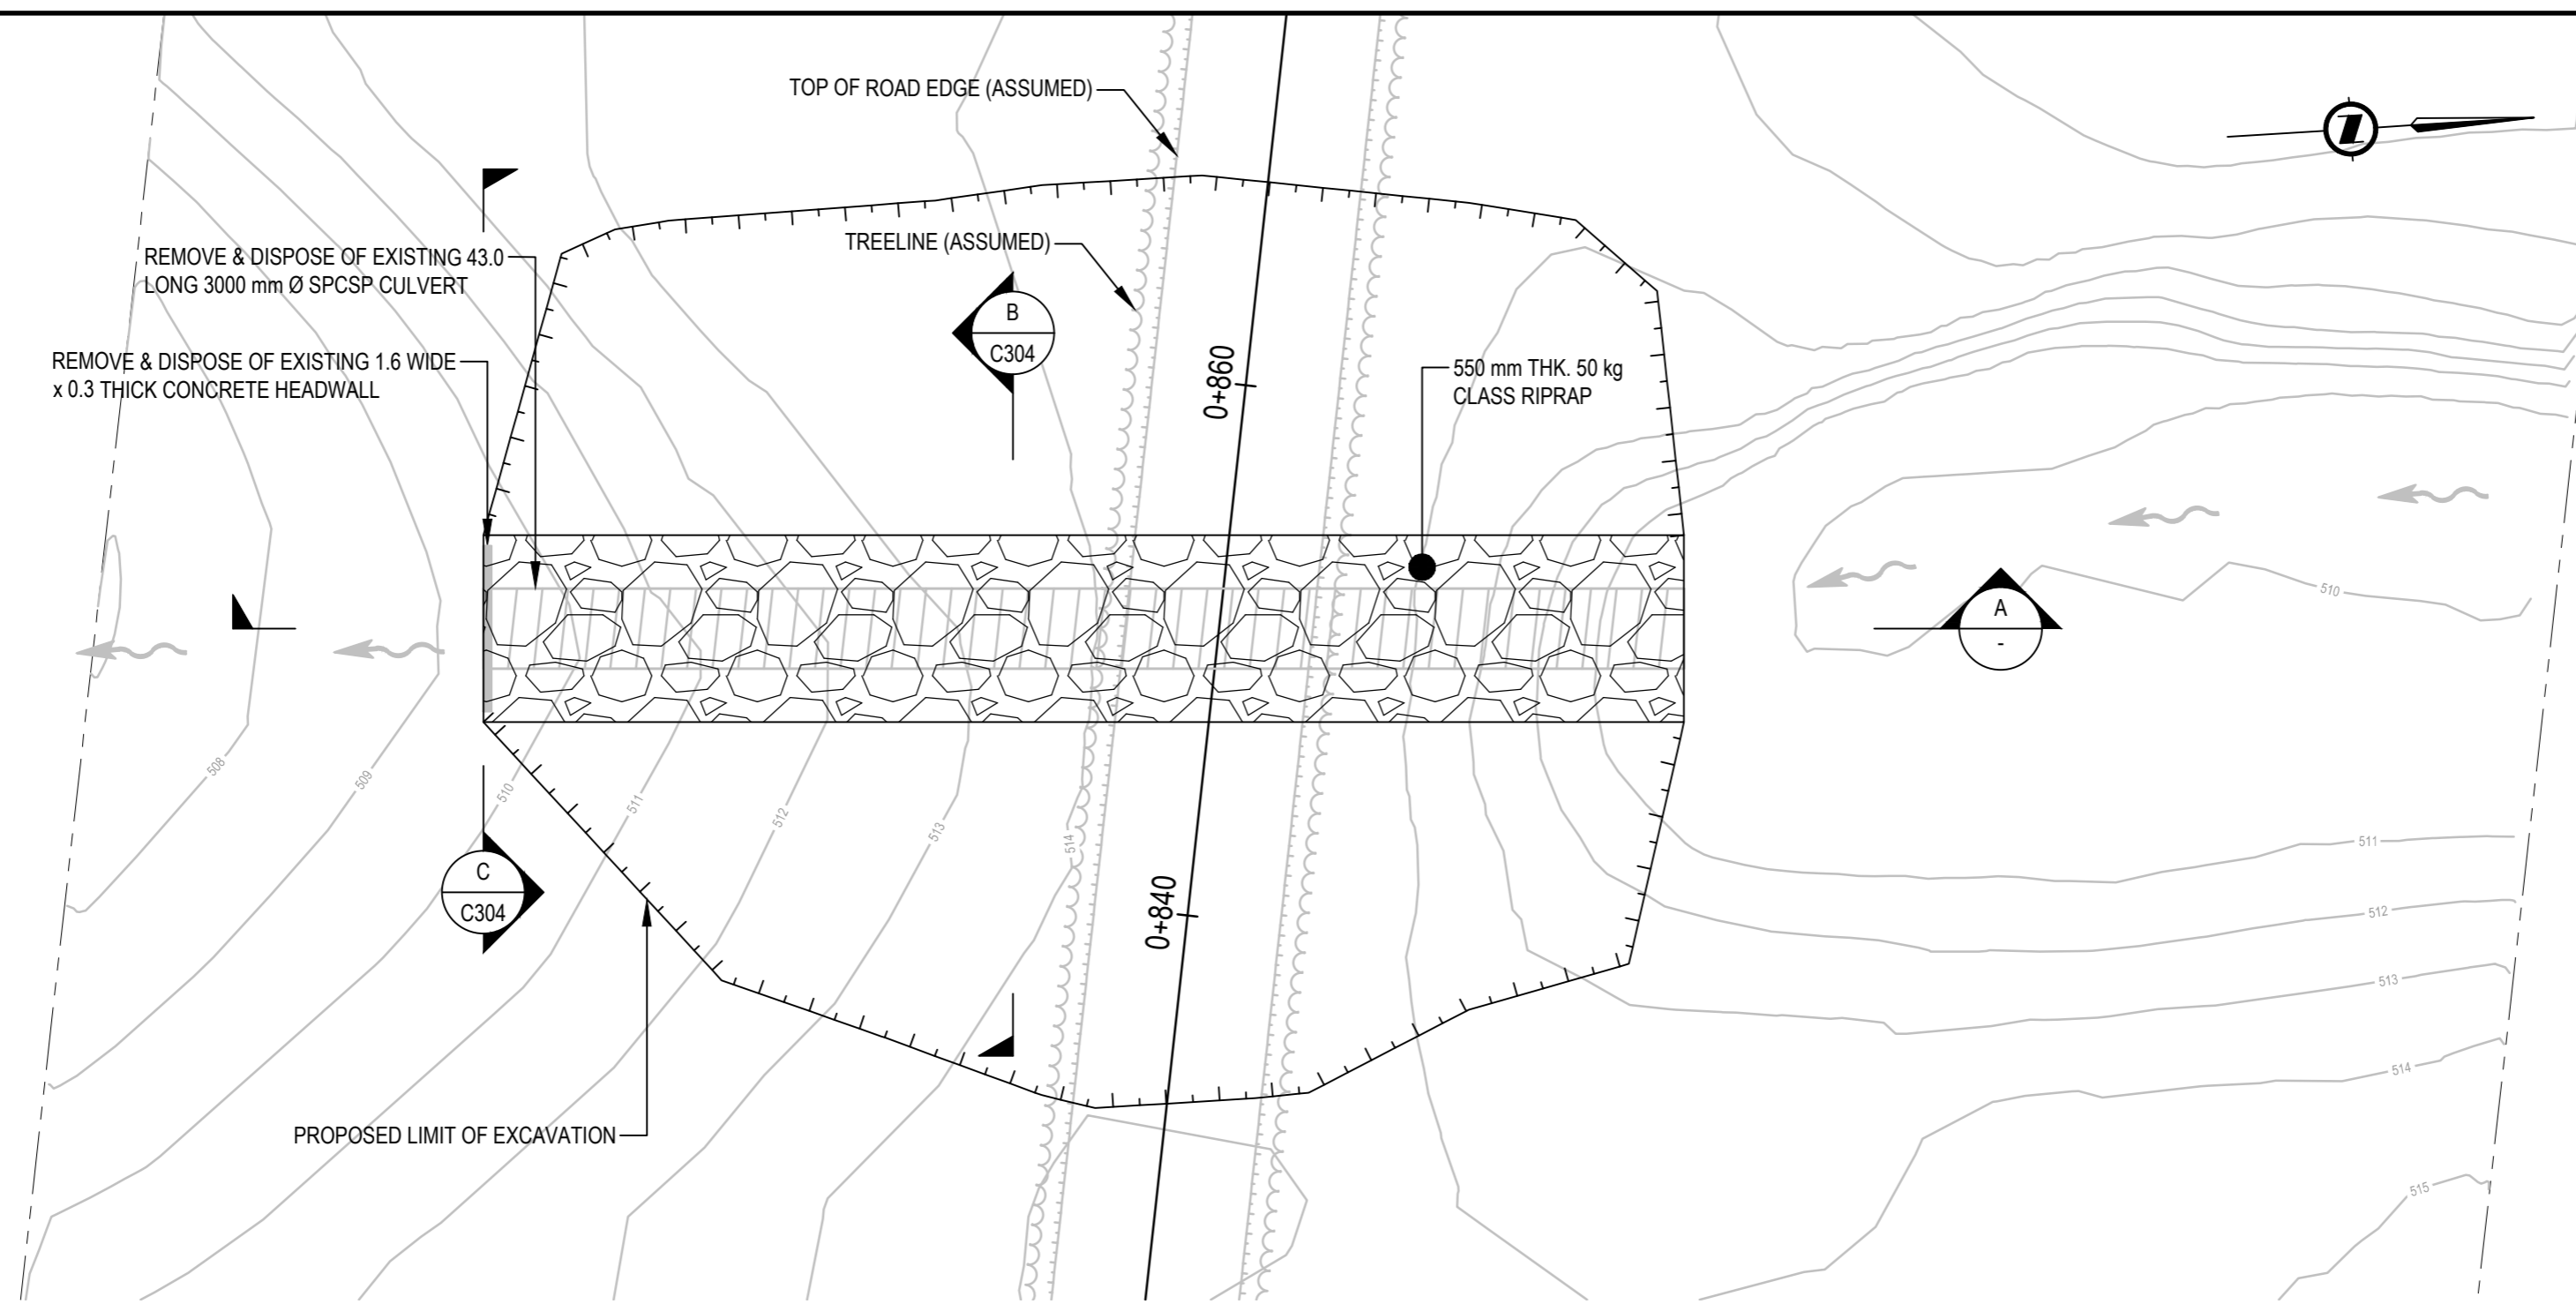 TOP OF ROAD EDGE (ASSUMED)
TREELINE (ASSUMED)
REMOVE & DISPOSE OF EXISTING 43.0
LONG 3000 mm Ø SPCSP CULVERT
REMOVE & DISPOSE OF EXISTING 1.6 WIDE
x 0.3 THICK CONCRETE HEADWALL
B
C304
0+860
550 mm THK. 50 kg
CLASS RIPRAP
Z
510
A
-
508
509
510
511
512
513
514
C
C304
0+840
511
512
513
514
515
PROPOSED LIMIT OF EXCAVATION